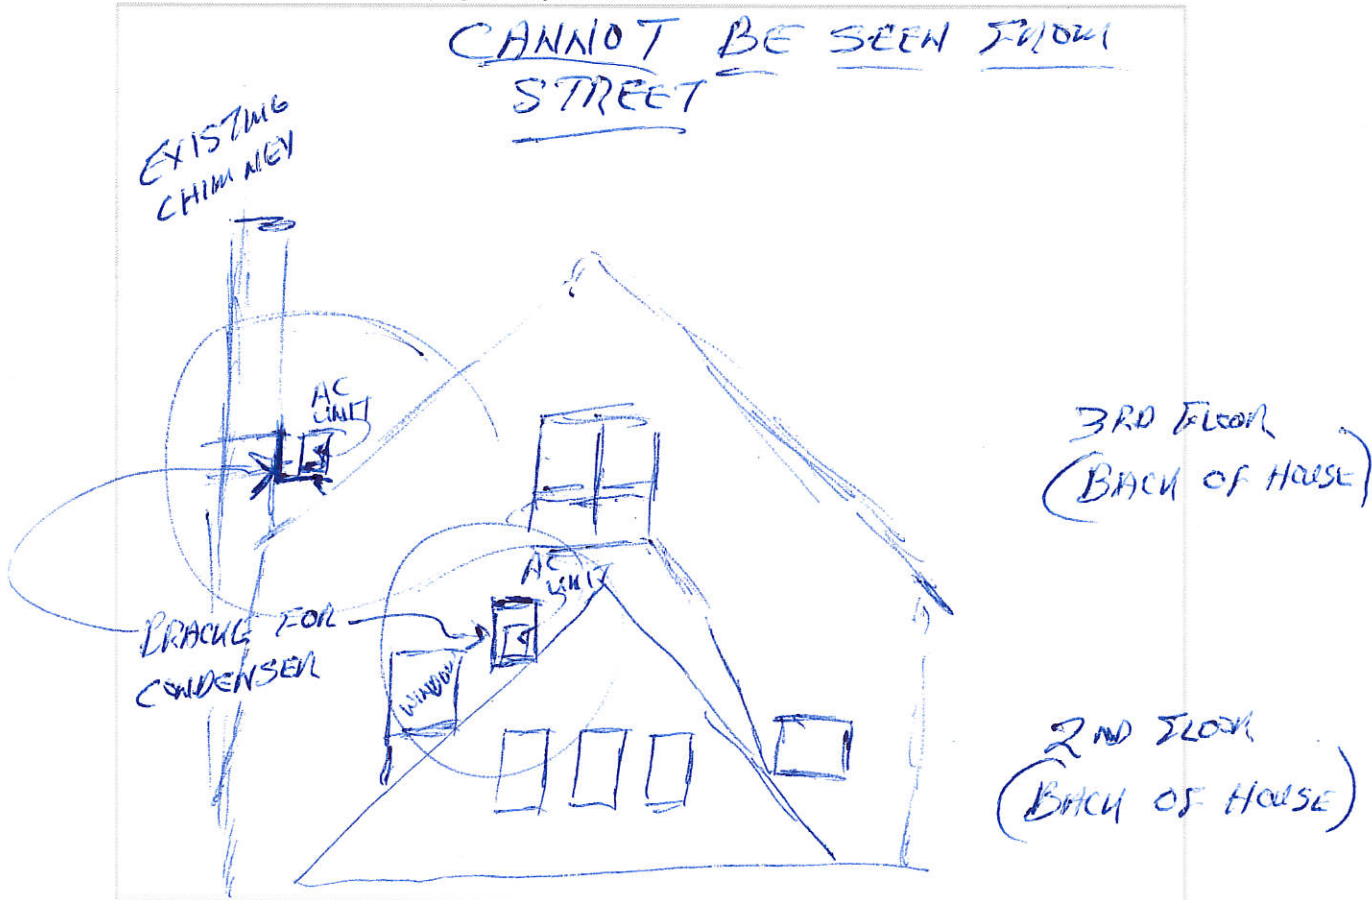 CANNOT BE SEEN FROM
STREET
EXISTING
CHIMNEY
AC
UNIT
3RD FLOOR
(BACK OF HOUSE)
AC
UNIT
BRACKE FOR
CONDENSER
WINDOW
2ND FLOOR
(BACK OF HOUSE)